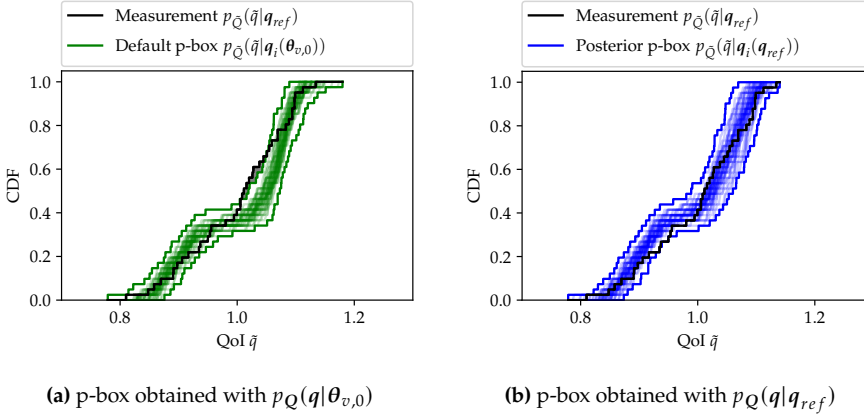 Measurement p_Q̄(q̃|q_ref)
Default p-box p_Q̄(q̃|q_i(θ_v,0))
1.0
0.8
0.6
0.4
0.2
0.0
CDF
0.8
1.0
1.2
QoI q̃
(a) p-box obtained with p_Q(q|θ_v,0)
Measurement p_Q̄(q̃|q_ref)
Posterior p-box p_Q̄(q̃|q_i(q_ref))
1.0
0.8
0.6
0.4
0.2
0.0
CDF
0.8
1.0
1.2
QoI q̃
(b) p-box obtained with p_Q(q|q_ref)